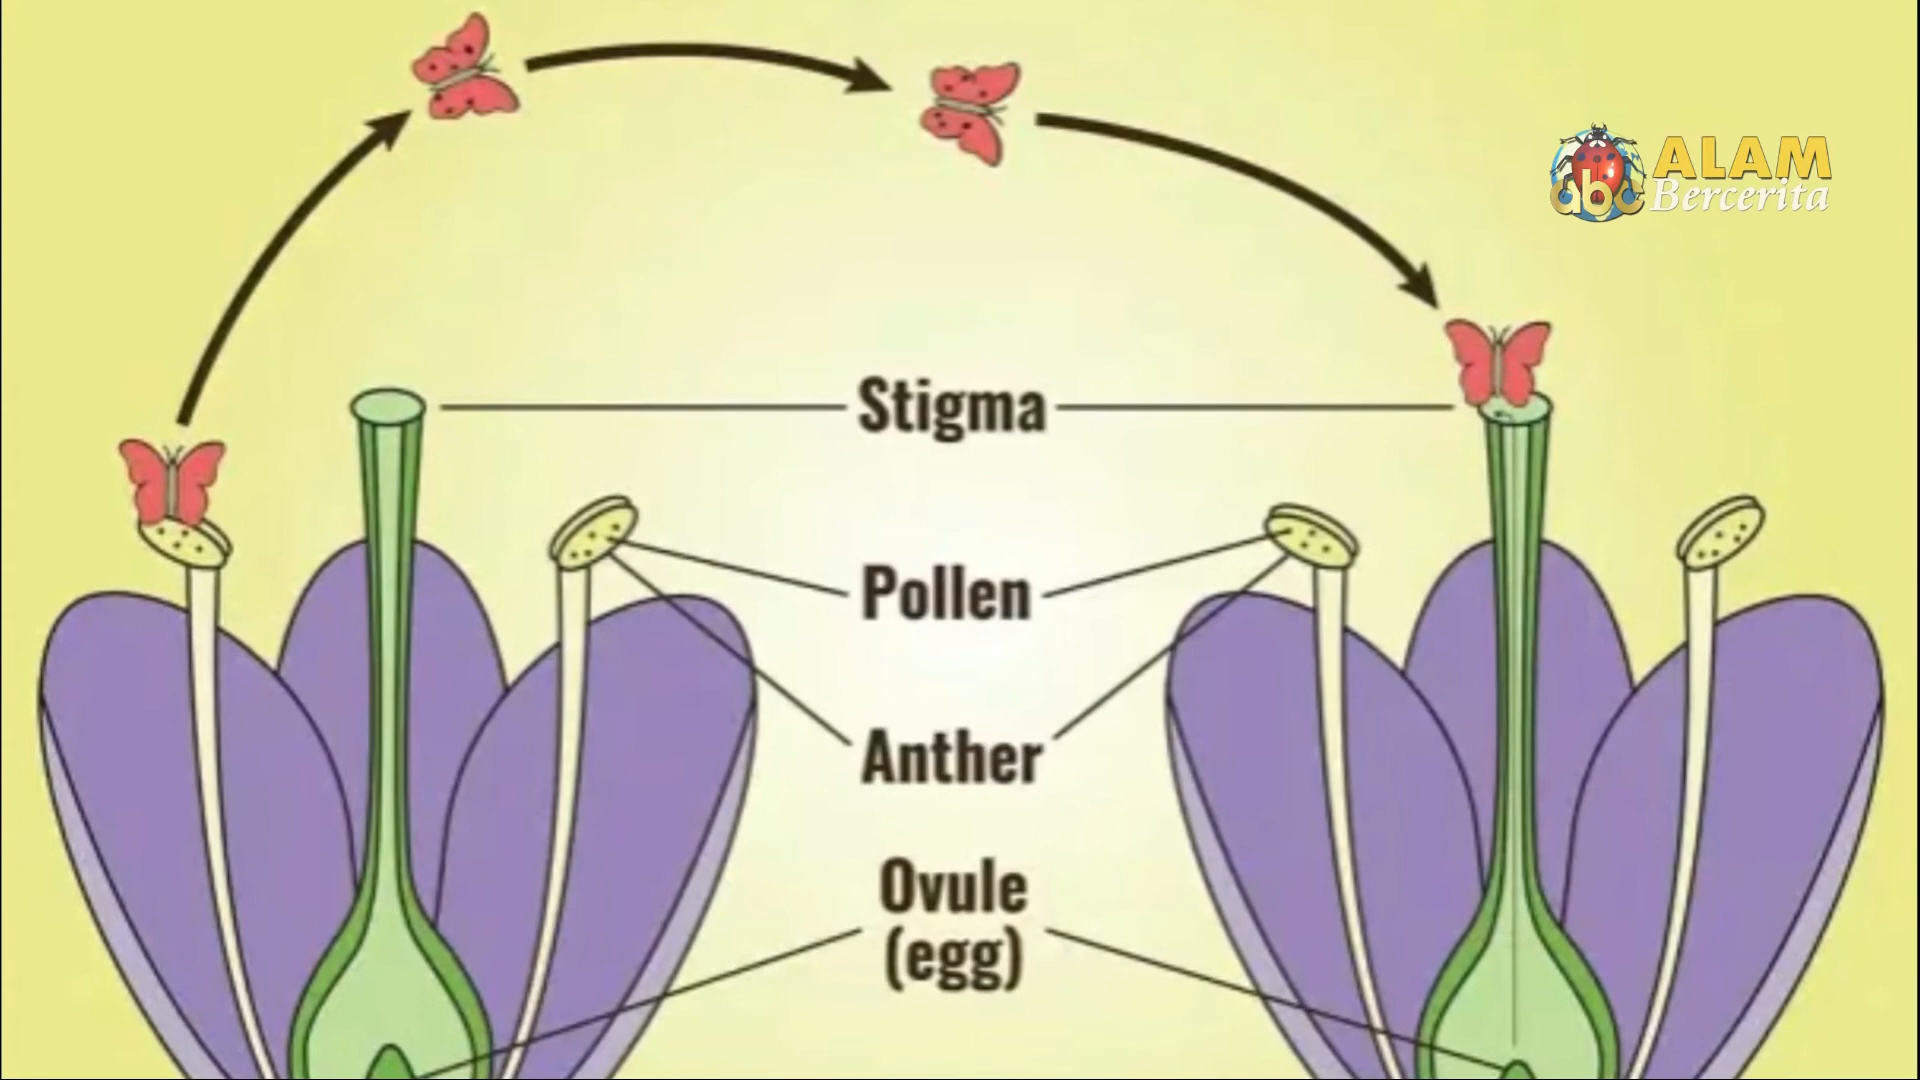 abc ALAM
Bercerita
Stigma
Pollen
Anther
Ovule
(egg)